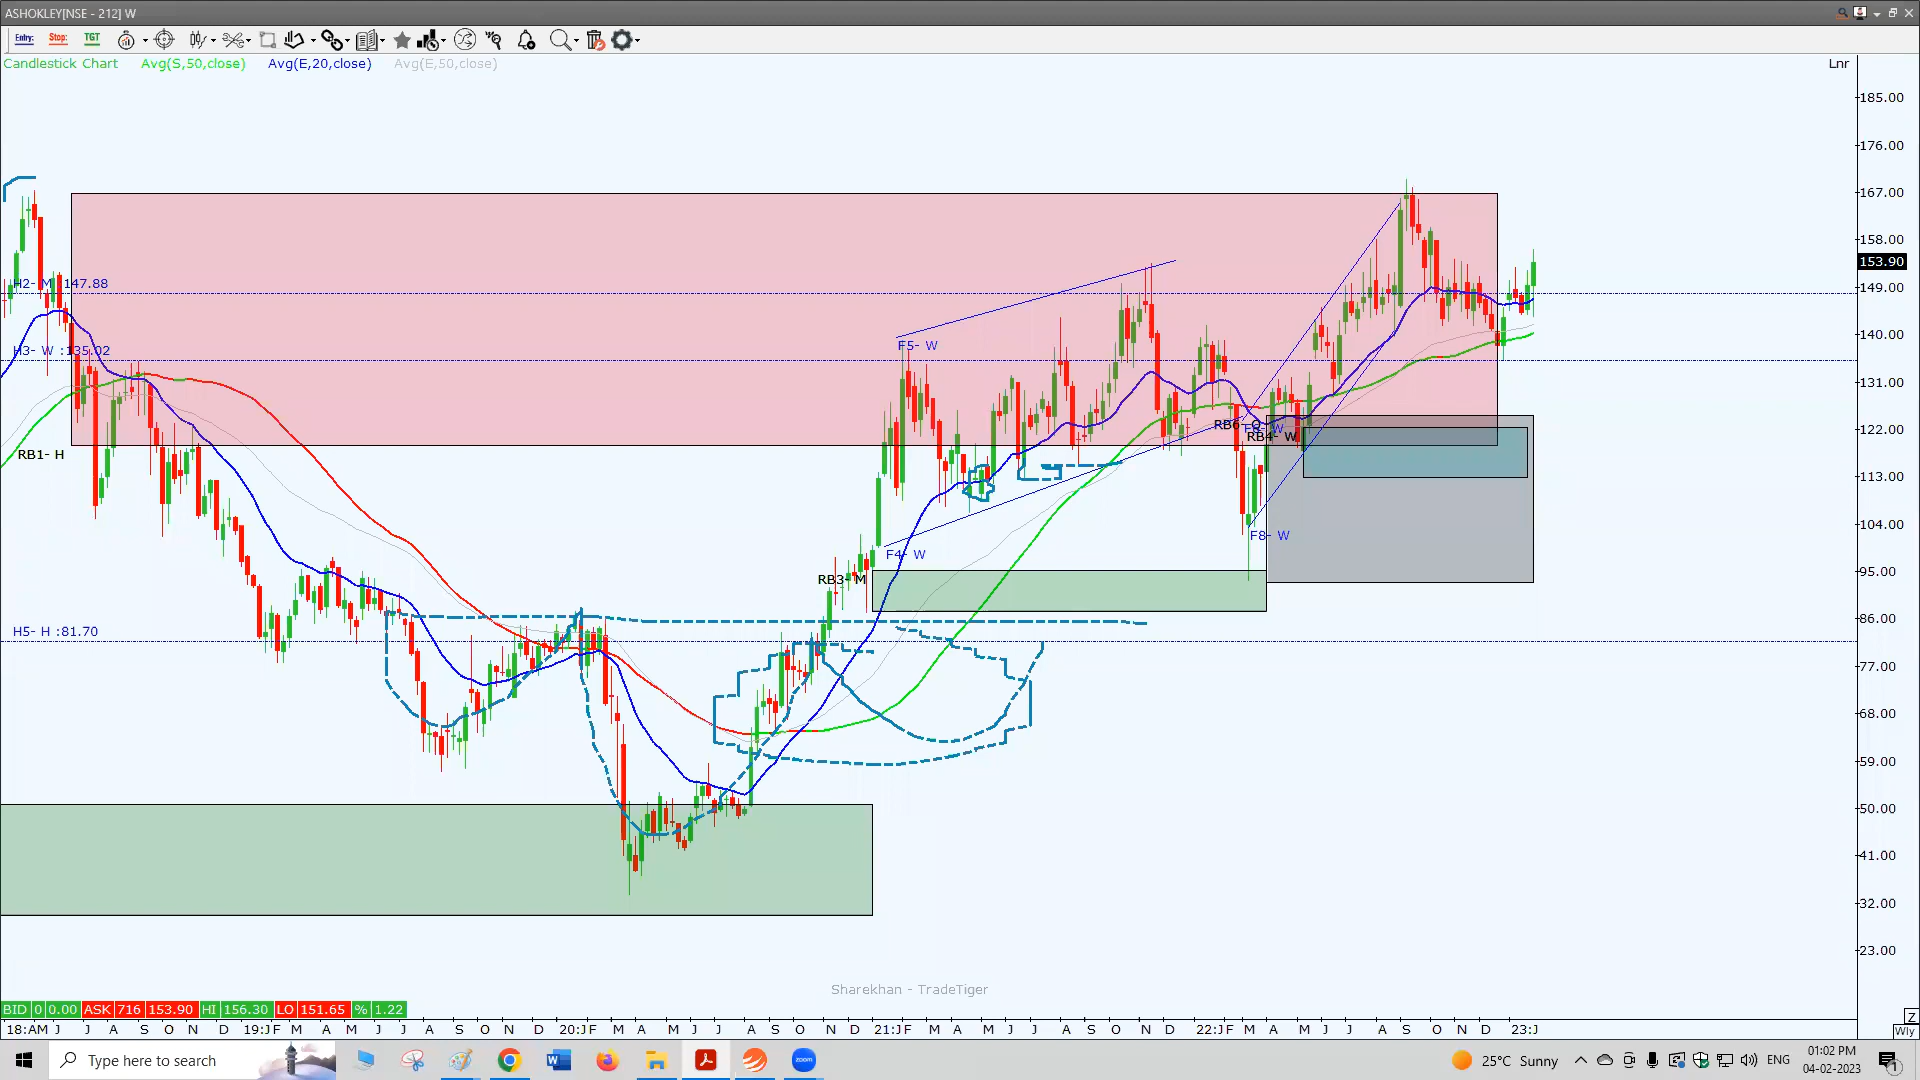 ASHOKLEY[NSE - 212] W
Entry: Stop: TGT
Candlestick Chart Avg(S,50,close) Avg(E,20,close) Avg(E,50,close) Lnr
185.00
176.00
167.00
158.00
153.90
149.00
140.00
131.00
122.00
113.00
104.00
95.00
86.00
77.00
68.00
59.00
50.00
41.00
32.00
23.00
H2- M :147.88
H3- W :135.02
F5- W
RB4- W
RB1- H
F8- W
F4- W
RB3- M
H5- H :81.70
Sharekhan - TradeTiger
BID 0 0.00 ASK 716 153.90 HI 156.30 LO 151.65 % 1.22
Z
18:AM J J A S O N D 19:J F M A M J J A S O N D 20:J F M A M J J A S O N D 21:J F M A M J J A S O N D 22:J F M A M J J A S O N D 23:J
Wly
Type here to search
25°C Sunny
ENG
01:02 PM
04-02-2023
1